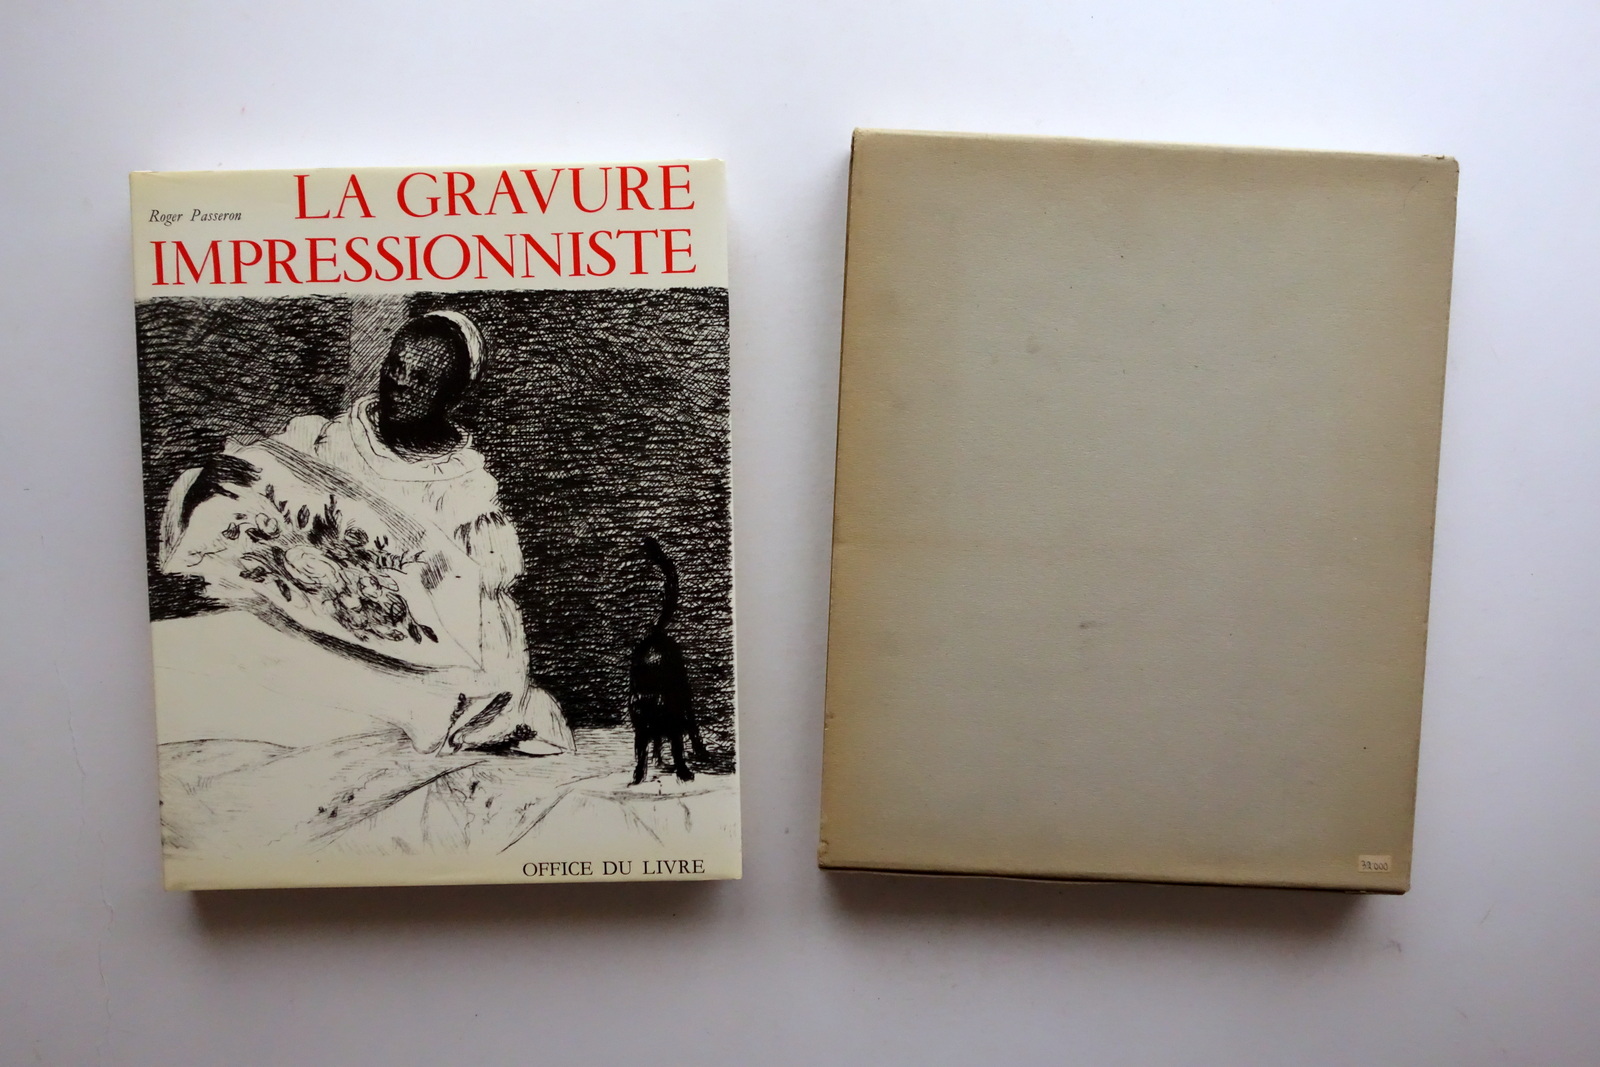 LA GRAVURE
Roger Passeron
IMPRESSIONNISTE
OFFICE DU LIVRE